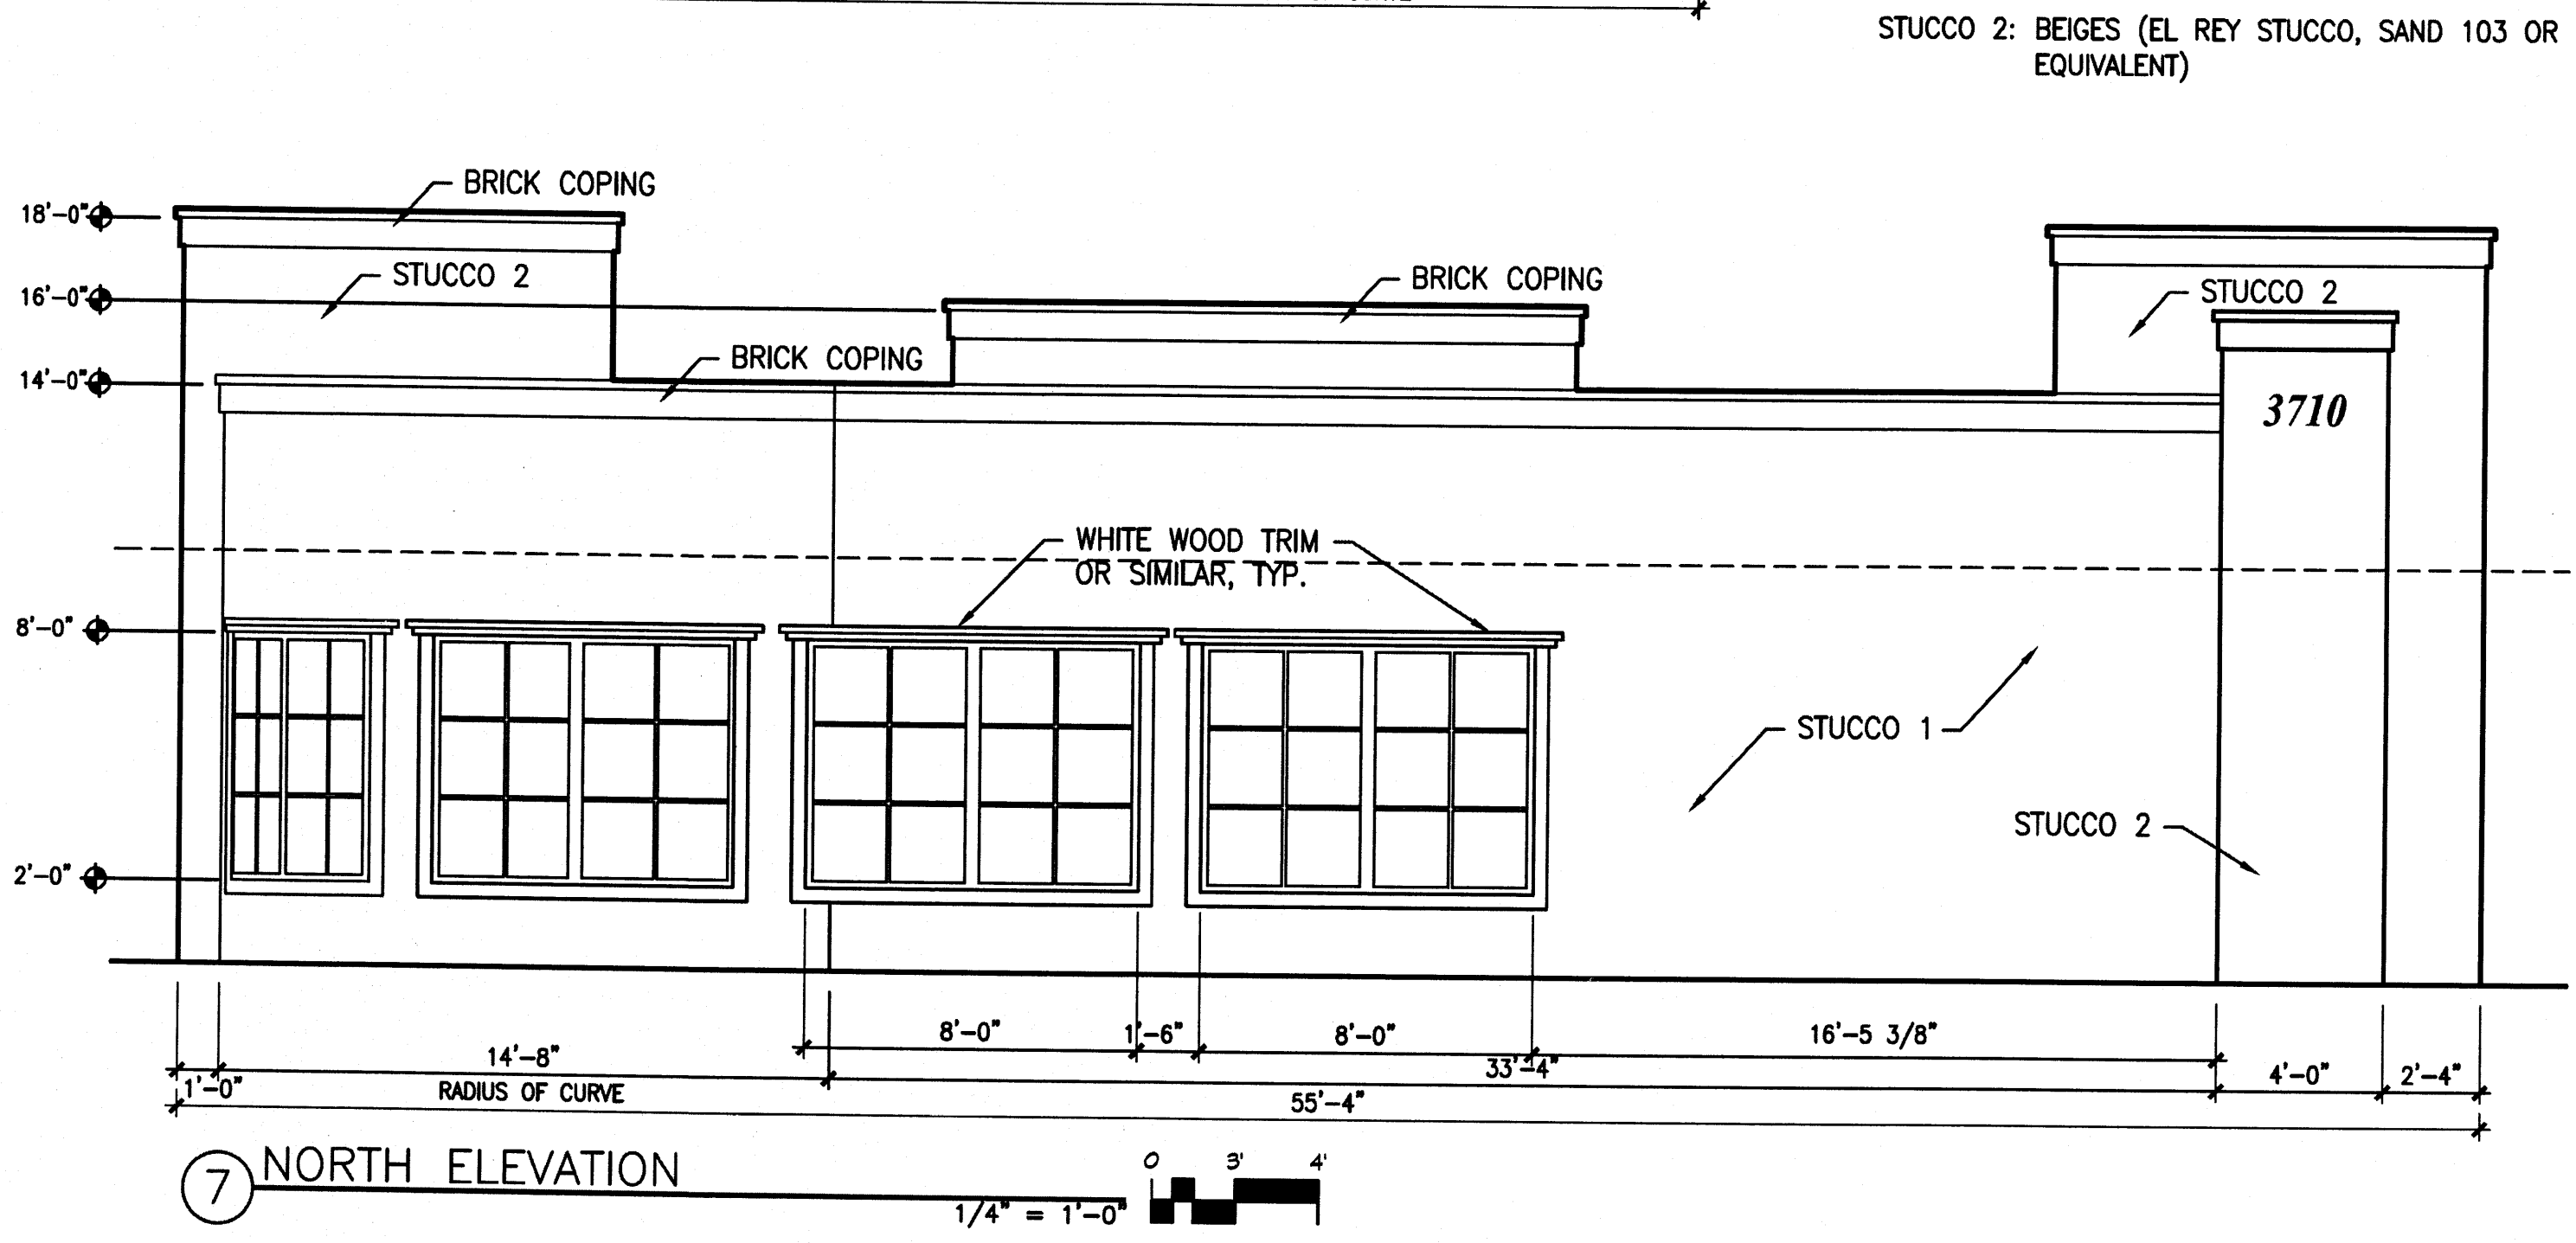 STUCCO 2: BEIGES (EL REY STUCCO, SAND 103 OR
EQUIVALENT)
BRICK COPING
18'-0"
STUCCO 2
16'-0"
BRICK COPING
STUCCO 2
BRICK COPING
14'-0"
3710
WHITE WOOD TRIM
OR SIMILAR, TYP.
8'-0"
STUCCO 1
STUCCO 2
2'-0"
8'-0"
1'-6"
8'-0"
16'-5 3/8"
14'-8"
33'-4"
4'-0"
2'-4"
1'-0"
RADIUS OF CURVE
55'-4"
7
NORTH ELEVATION
0 3' 4'
1/4" = 1'-0"